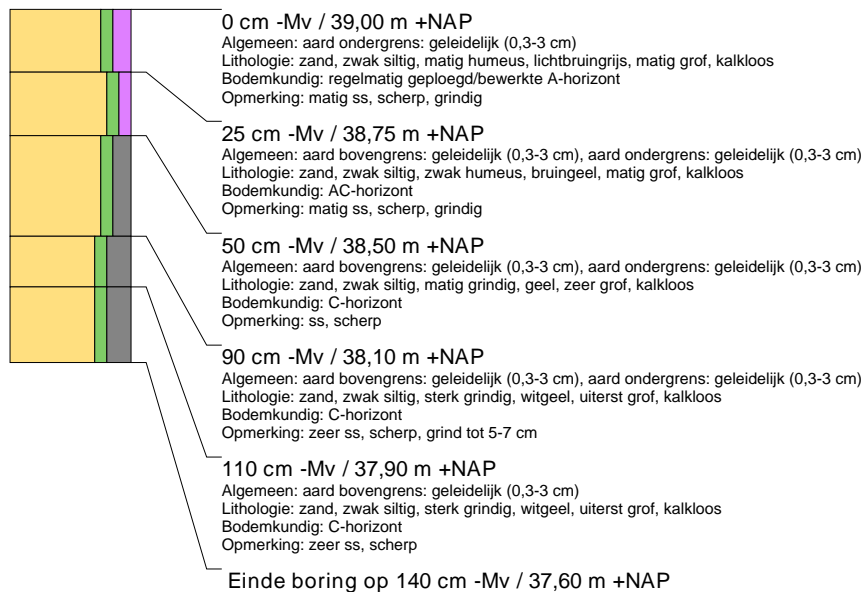 0 cm -Mv / 39,00 m +NAP
Algemeen: aard ondergrens: geleidelijk (0,3-3 cm)
Lithologie: zand, zwak siltig, matig humeus, lichtbruingrijs, matig grof, kalkloos
Bodemkundig: regelmatig geploegd/bewerkte A-horizont
Opmerking: matig ss, scherp, grindig
25 cm -Mv / 38,75 m +NAP
Algemeen: aard bovengrens: geleidelijk (0,3-3 cm), aard ondergrens: geleidelijk (0,3-3 cm)
Lithologie: zand, zwak siltig, zwak humeus, bruingeel, matig grof, kalkloos
Bodemkundig: AC-horizont
Opmerking: matig ss, scherp, grindig
50 cm -Mv / 38,50 m +NAP
Algemeen: aard bovengrens: geleidelijk (0,3-3 cm), aard ondergrens: geleidelijk (0,3-3 cm)
Lithologie: zand, zwak siltig, matig grindig, geel, zeer grof, kalkloos
Bodemkundig: C-horizont
Opmerking: ss, scherp
90 cm -Mv / 38,10 m +NAP
Algemeen: aard bovengrens: geleidelijk (0,3-3 cm), aard ondergrens: geleidelijk (0,3-3 cm)
Lithologie: zand, zwak siltig, sterk grindig, witgeel, uiterst grof, kalkloos
Bodemkundig: C-horizont
Opmerking: zeer ss, scherp, grind tot 5-7 cm
110 cm -Mv / 37,90 m +NAP
Algemeen: aard bovengrens: geleidelijk (0,3-3 cm)
Lithologie: zand, zwak siltig, sterk grindig, witgeel, uiterst grof, kalkloos
Bodemkundig: C-horizont
Opmerking: zeer ss, scherp
Einde boring op 140 cm -Mv / 37,60 m +NAP